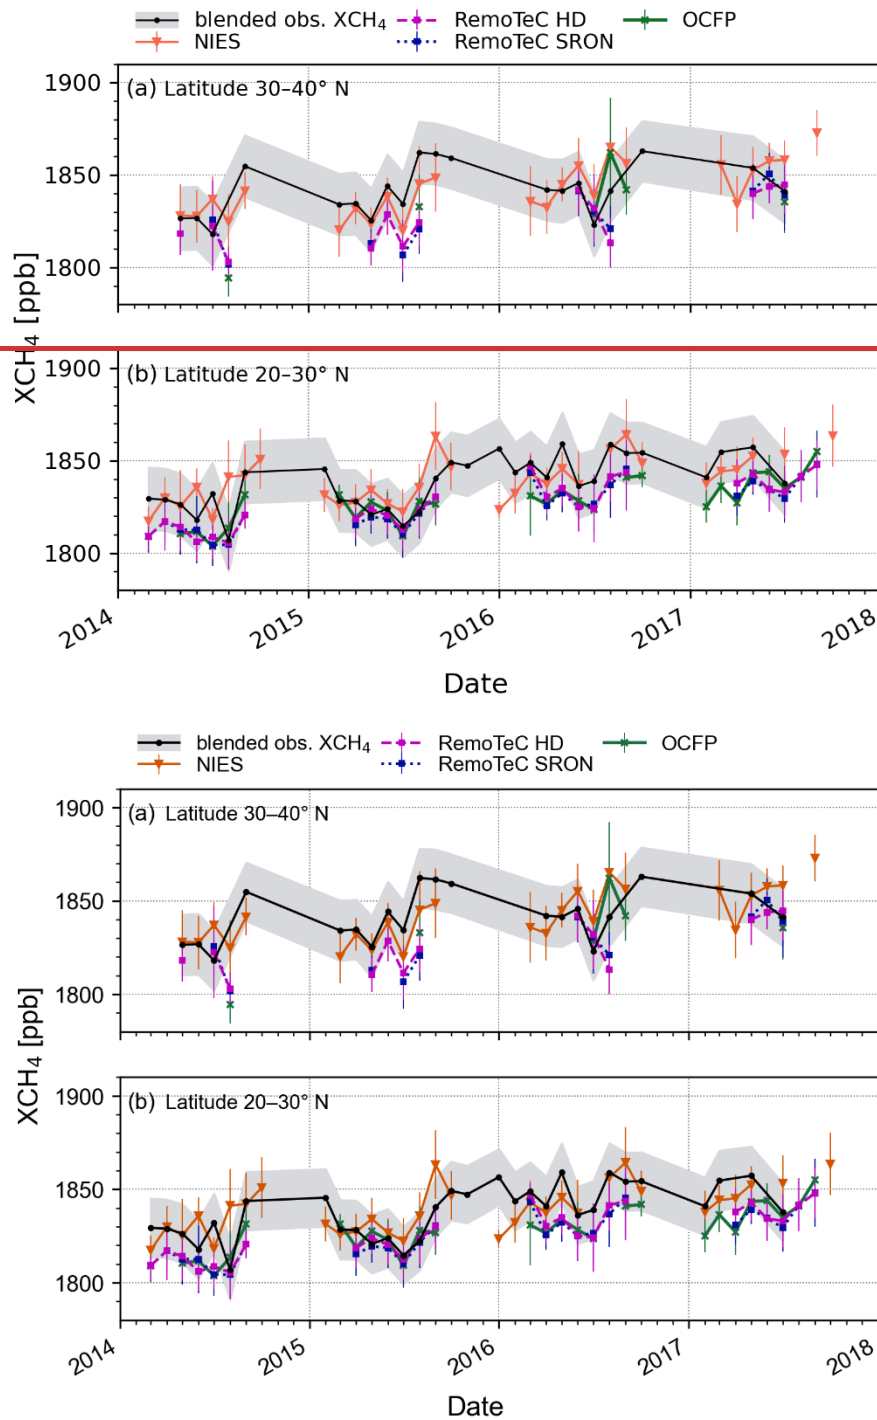 blended obs. XCH₄ RemoTeC HD OCFP
NIES RemoTeC SRON
(a) Latitude 30–40° N
1900
1850
1800
XCH₄ [ppb]
(b) Latitude 20–30° N
1900
1850
1800
2014 2015 2016 2017 2018
Date
blended obs. XCH₄ RemoTeC HD OCFP
NIES RemoTeC SRON
(a) Latitude 30–40° N
1900
1850
1800
XCH₄ [ppb]
(b) Latitude 20–30° N
1900
1850
1800
2014 2015 2016 2017 2018
Date